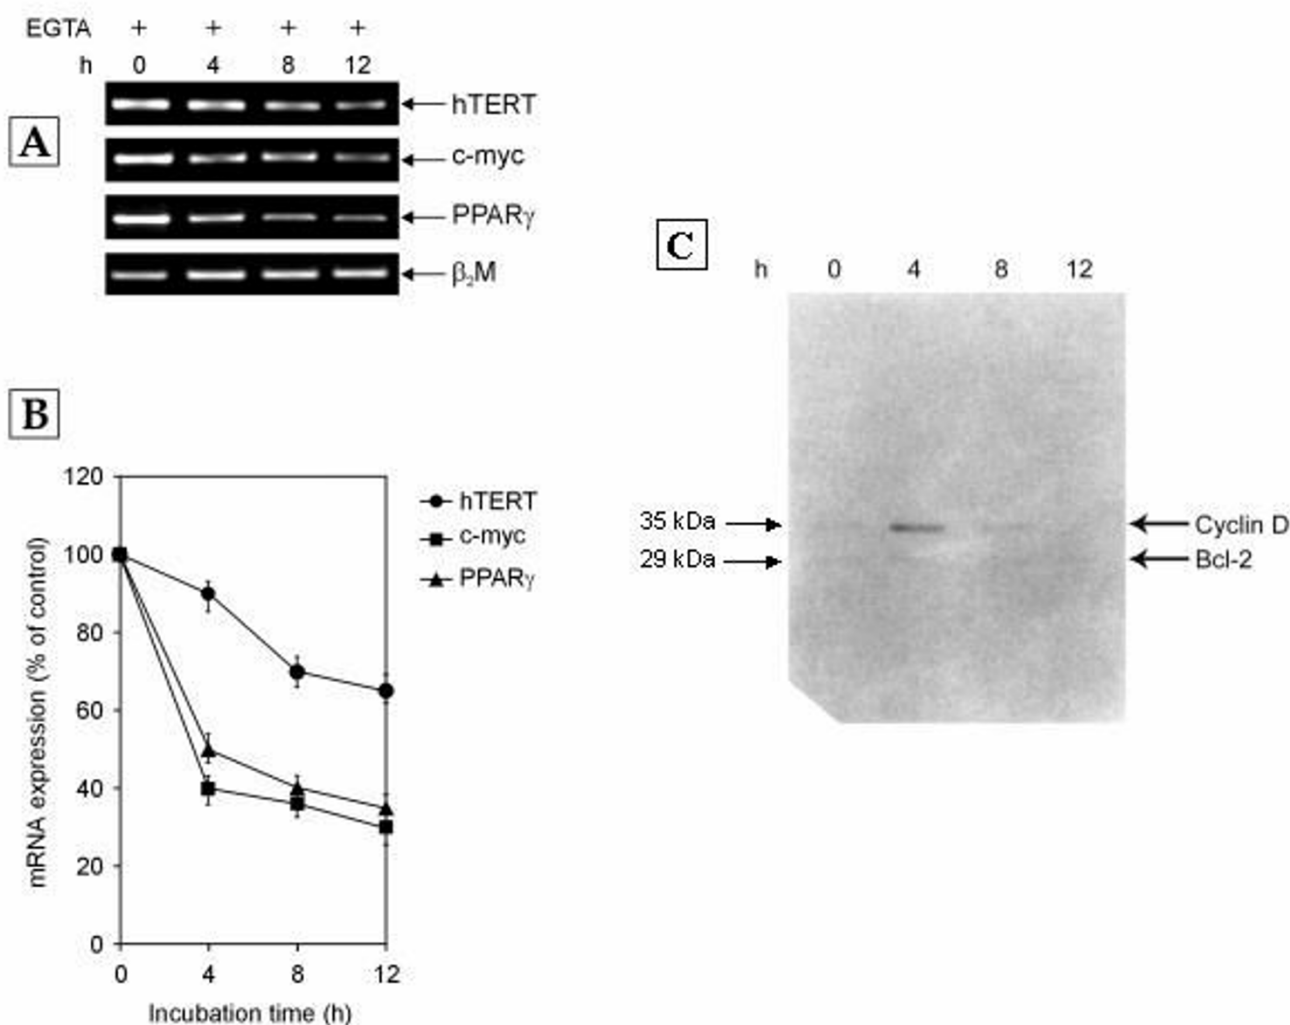 EGTA + + + +
h 0 4 8 12
A
hTERT
c-myc
PPARγ
β₂M
B
120
100
80
60
40
20
0
mRNA expression (% of control)
0 4 8 12
Incubation time (h)
hTERT
c-myc
PPARγ
C
h 0 4 8 12
35 kDa
29 kDa
Cyclin D
Bcl-2